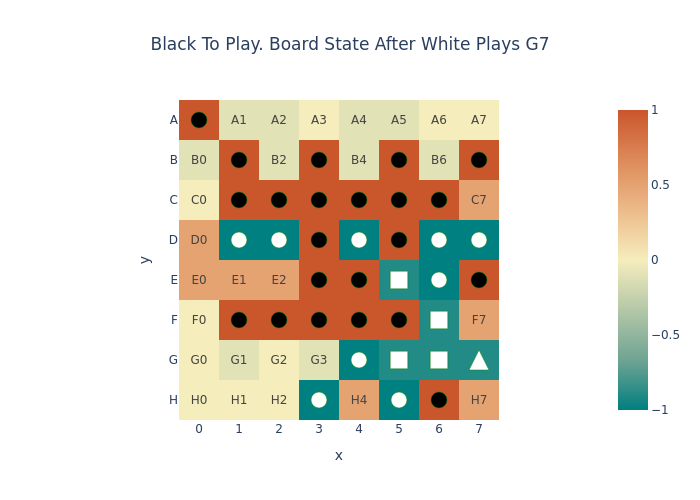 Black To Play. Board State After White Plays G7
A A1 A2 A3 A4 A5 A6 A7
B B0 B2 B4 B6
C C0 C7
D D0
E E0 E1 E2
F F0 F7
G G0 G1 G2 G3
H H0 H1 H2 H4 H7
0 1 2 3 4 5 6 7
x
y
1
0.5
0
−0.5
−1